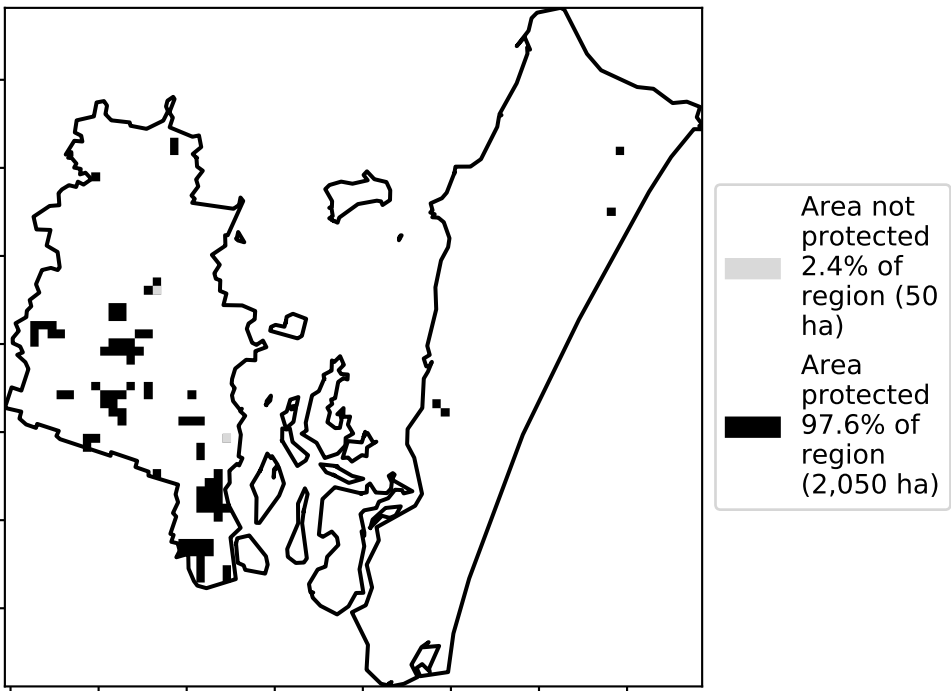 Area not
protected
2.4% of
region (50
ha)
Area
protected
97.6% of
region
(2,050 ha)